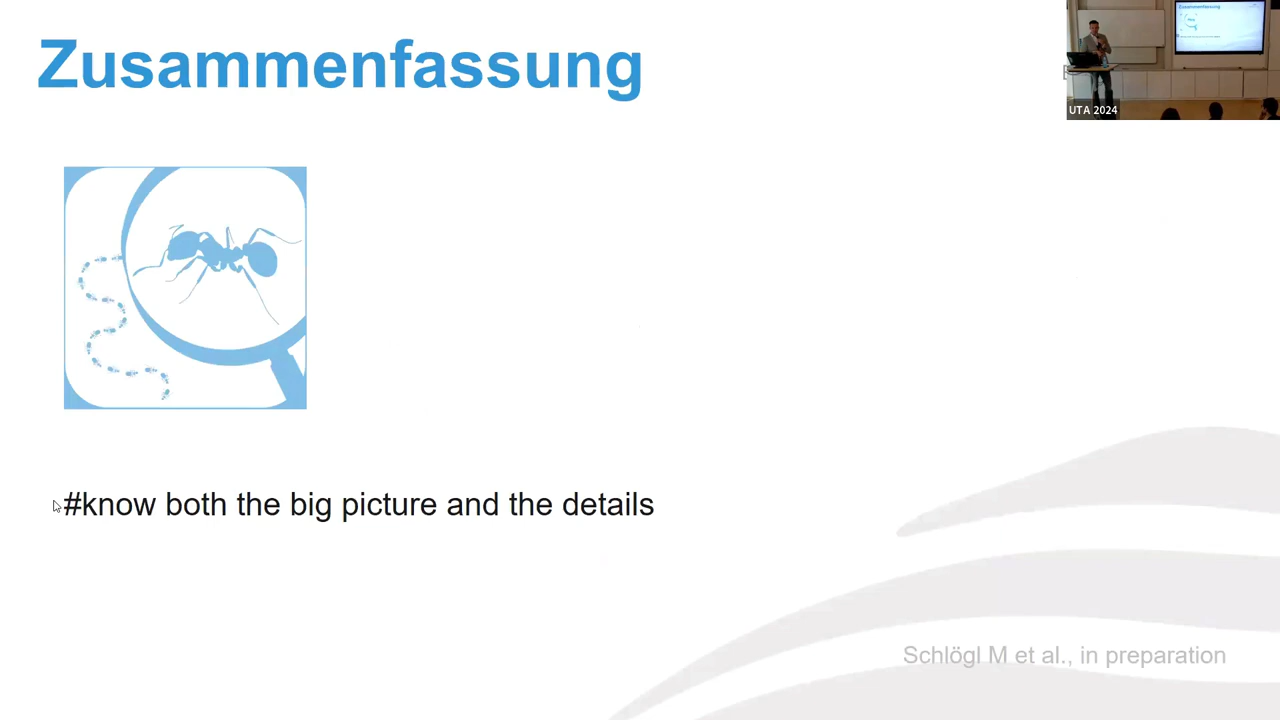 Zusammenfassung
UTA 2024
#know both the big picture and the details
Schlögl M et al., in preparation